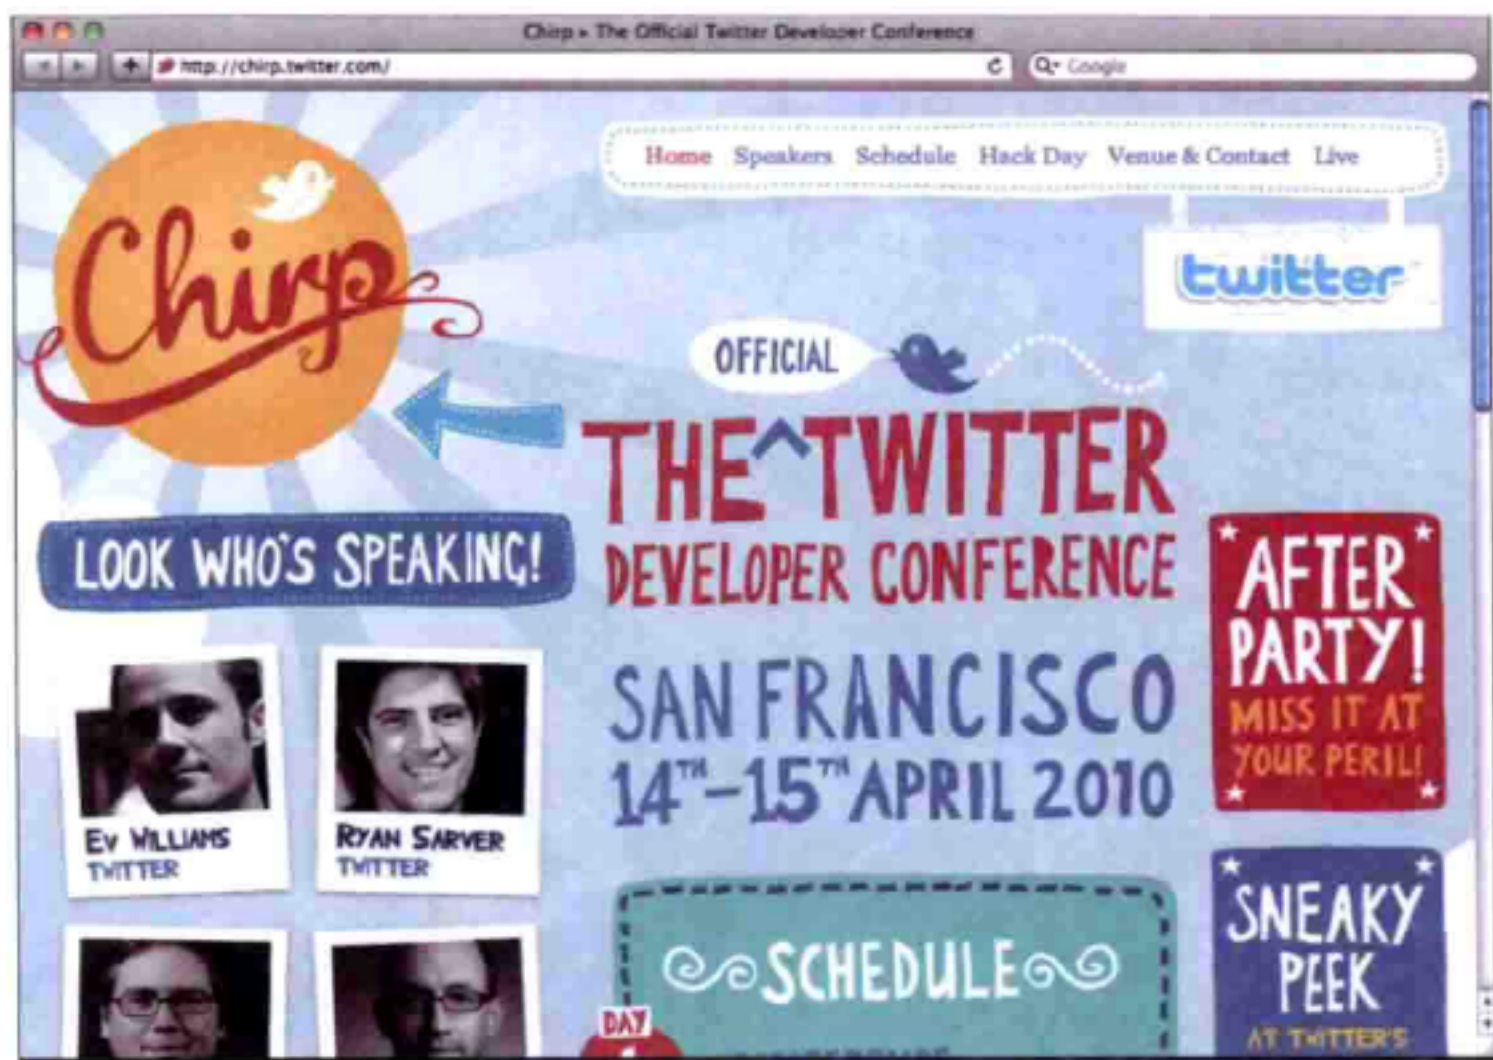 Chirp » The Official Twitter Developer Conference
http://chirp.twitter.com/
Google
Chirp
Home Speakers Schedule Hack Day Venue & Contact Live
twitter
OFFICIAL
THE ^ TWITTER
DEVELOPER CONFERENCE
SAN FRANCISCO
14TH-15TH APRIL 2010
LOOK WHO'S SPEAKING!
EV WILLIAMS
TWITTER
RYAN SARVER
TWITTER
AFTER
PARTY!
MISS IT AT
YOUR PERIL!
SCHEDULE
DAY
SNEAKY
PEEK
AT TWITTER'S